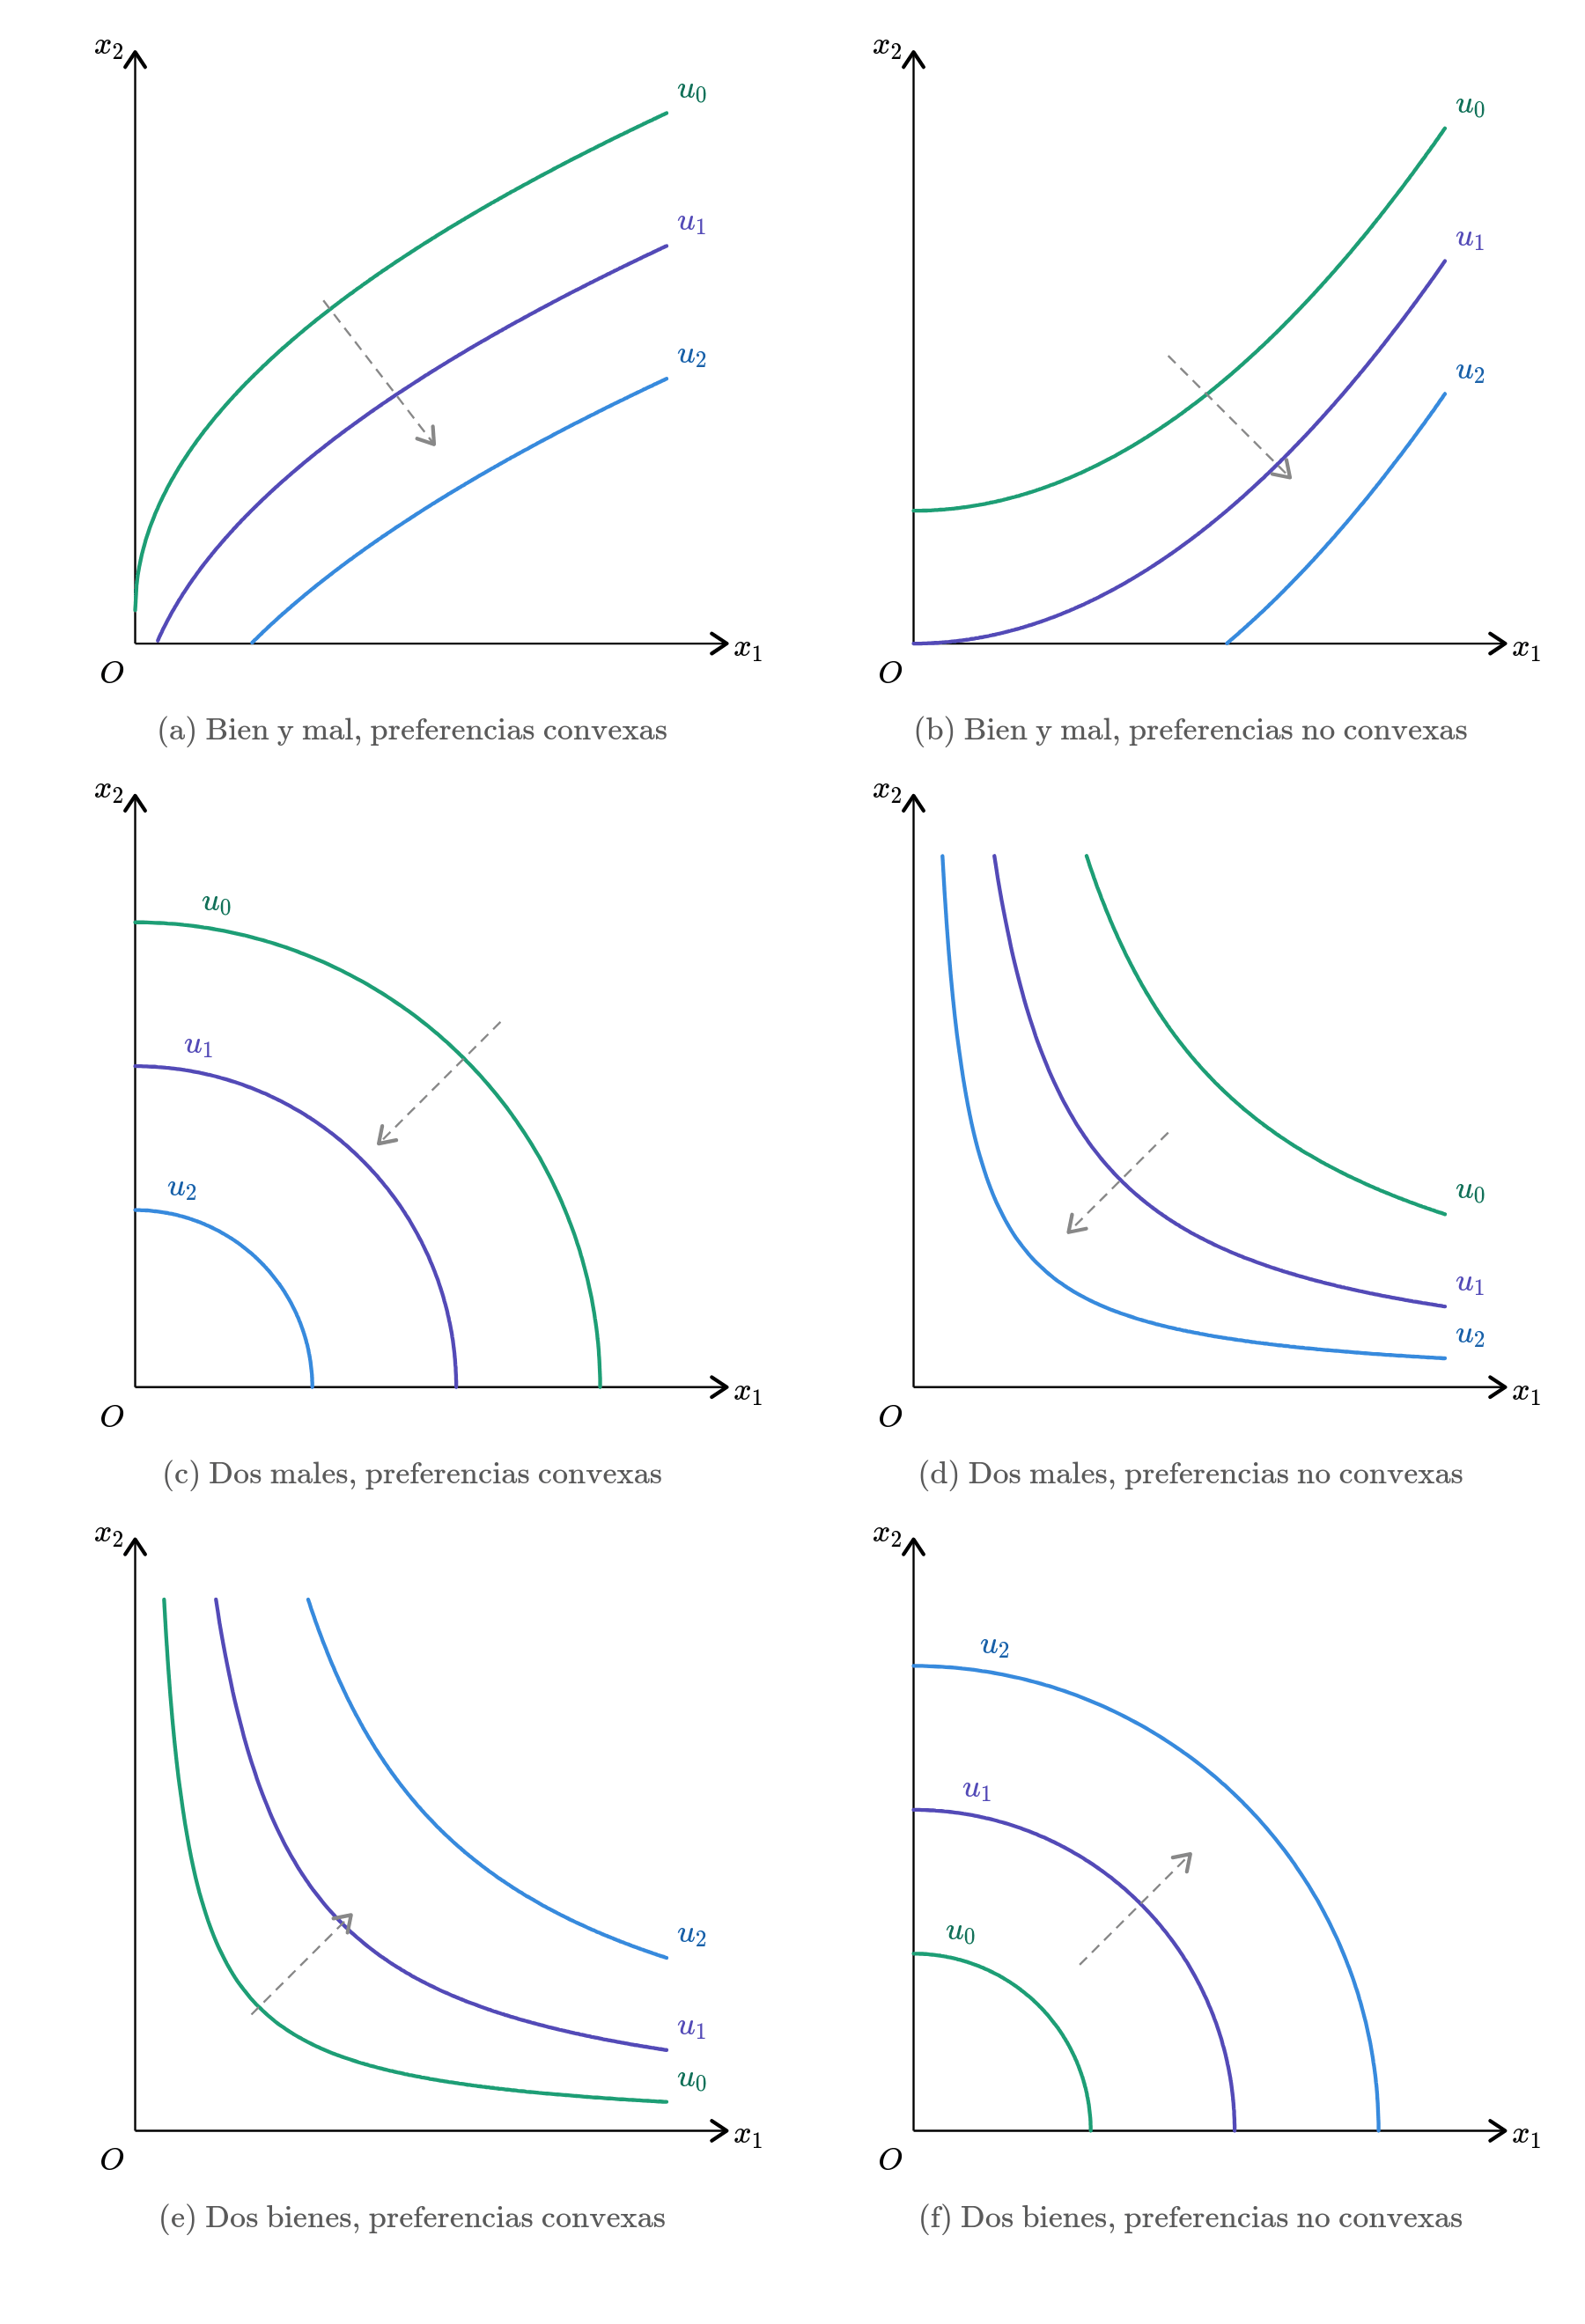 x₂
x₂
u₀
u₀
u₁
u₁
u₂
u₂
x₁
x₁
O
O
(a) Bien y mal, preferencias convexas
(b) Bien y mal, preferencias no convexas
x₂
x₂
u₀
u₁
u₂
u₀
u₁
u₂
x₁
x₁
O
O
(c) Dos males, preferencias convexas
(d) Dos males, preferencias no convexas
x₂
x₂
u₂
u₁
u₀
u₂
u₁
u₀
x₁
x₁
O
O
(e) Dos bienes, preferencias convexas
(f) Dos bienes, preferencias no convexas